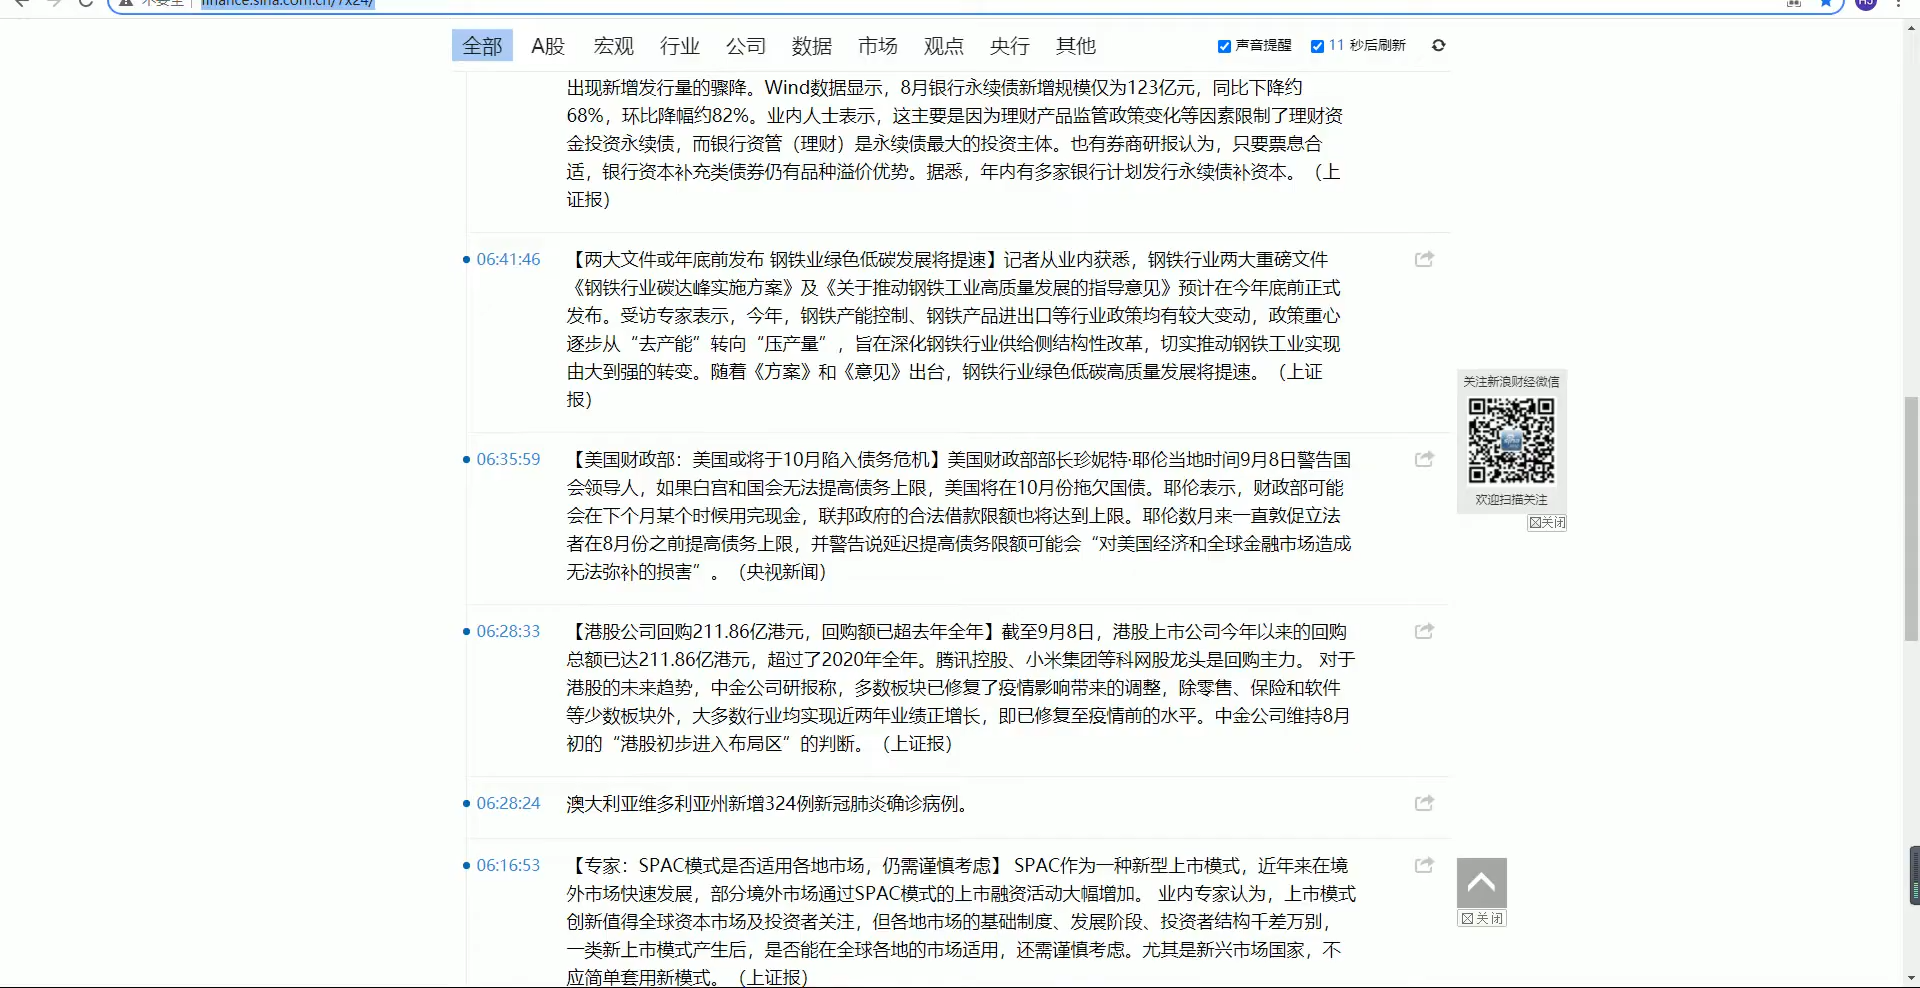 不安全 | finance.sina.com.cn/7x24/
HJ
全部 A股 宏观 行业 公司 数据 市场 观点 央行 其他 声音提醒 11 秒后刷新
出现新增发行量的骤降。Wind数据显示，8月银行永续债新增规模仅为123亿元，同比下降约
68%，环比降幅约82%。业内人士表示，这主要是因为理财产品监管政策变化等因素限制了理财资
金投资永续债，而银行资管（理财）是永续债最大的投资主体。也有券商研报认为，只要票息合
适，银行资本补充类债券仍有品种溢价优势。据悉，年内有多家银行计划发行永续债补资本。（上
证报）
06:41:46 【两大文件或年底前发布 钢铁业绿色低碳发展将提速】记者从业内获悉，钢铁行业两大重磅文件
《钢铁行业碳达峰实施方案》及《关于推动钢铁工业高质量发展的指导意见》预计在今年底前正式
发布。受访专家表示，今年，钢铁产能控制、钢铁产品进出口等行业政策均有较大变动，政策重心
逐步从“去产能”转向“压产量”，旨在深化钢铁行业供给侧结构性改革，切实推动钢铁工业实现
由大到强的转变。随着《方案》和《意见》出台，钢铁行业绿色低碳高质量发展将提速。（上证
报）
06:35:59 【美国财政部：美国或将于10月陷入债务危机】美国财政部部长珍妮特·耶伦当地时间9月8日警告国
会领导人，如果白宫和国会无法提高债务上限，美国将在10月份拖欠国债。耶伦表示，财政部可能
会在下个月某个时候用完现金，联邦政府的合法借款限额也将达到上限。耶伦数月来一直敦促立法
者在8月份之前提高债务上限，并警告说延迟提高债务限额可能会“对美国经济和全球金融市场造成
无法弥补的损害”。（央视新闻）
06:28:33 【港股公司回购211.86亿港元，回购额已超去年全年】截至9月8日，港股上市公司今年以来的回购
总额已达211.86亿港元，超过了2020年全年。腾讯控股、小米集团等科网股龙头是回购主力。 对于
港股的未来趋势，中金公司研报称，多数板块已修复了疫情影响带来的调整，除零售、保险和软件
等少数板块外，大多数行业均实现近两年业绩正增长，即已修复至疫情前的水平。中金公司维持8月
初的“港股初步进入布局区”的判断。（上证报）
06:28:24 澳大利亚维多利亚州新增324例新冠肺炎确诊病例。
06:16:53 【专家：SPAC模式是否适用各地市场，仍需谨慎考虑】 SPAC作为一种新型上市模式，近年来在境
外市场快速发展，部分境外市场通过SPAC模式的上市融资活动大幅增加。 业内专家认为，上市模式
创新值得全球资本市场及投资者关注，但各地市场的基础制度、发展阶段、投资者结构千差万别，
一类新上市模式产生后，是否能在全球各地的市场适用，还需谨慎考虑。尤其是新兴市场国家，不
应简单套用新模式。（上证报）
关注新浪财经微信
欢迎扫描关注
关闭
关闭